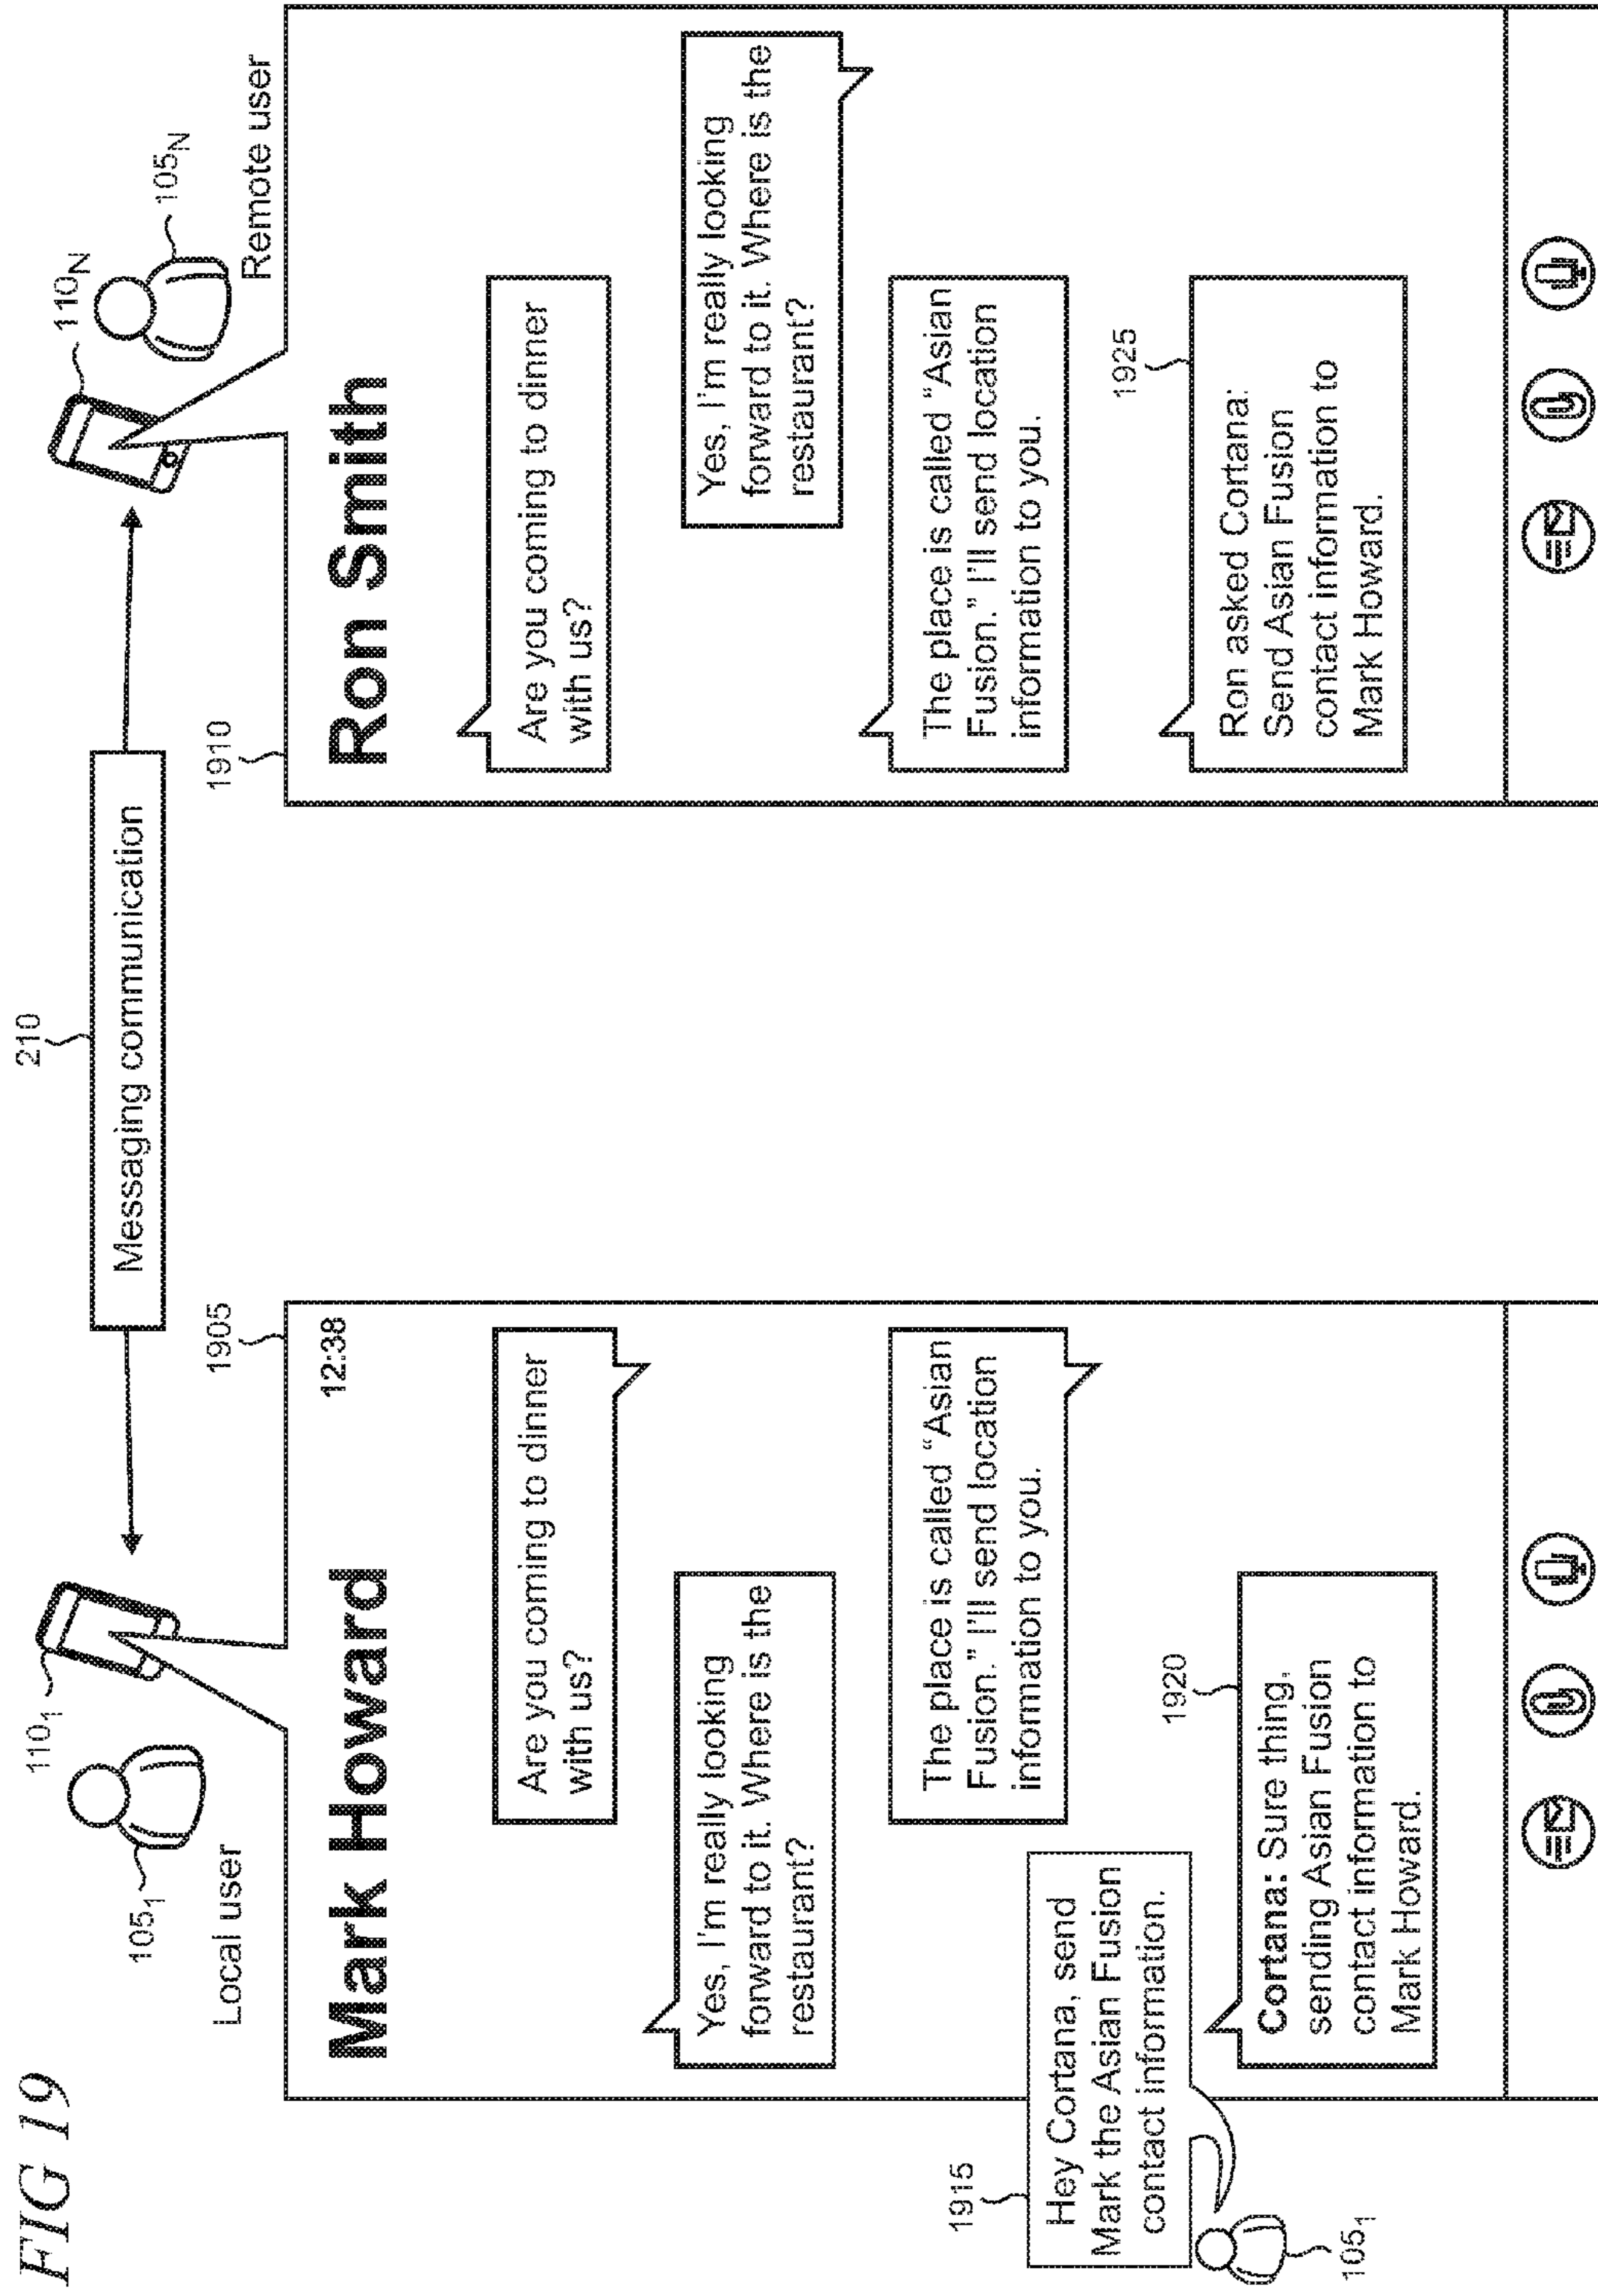 FIG 19
210
Messaging communication
110₁
105₁
Local user
110N
105N
Remote user
1905
Mark Howard
12:38
Are you coming to dinner
with us?
Yes, I'm really looking
forward to it. Where is the
restaurant?
The place is called “Asian
Fusion.” I'll send location
information to you.
1915
Hey Cortana, send
Mark the Asian Fusion
contact information.
105₁
1920
Cortana: Sure thing,
sending Asian Fusion
contact information to
Mark Howard.
1910
Ron Smith
Are you coming to dinner
with us?
Yes, I'm really looking
forward to it. Where is the
restaurant?
The place is called “Asian
Fusion.” I'll send location
information to you.
1925
Ron asked Cortana:
Send Asian Fusion
contact information to
Mark Howard.